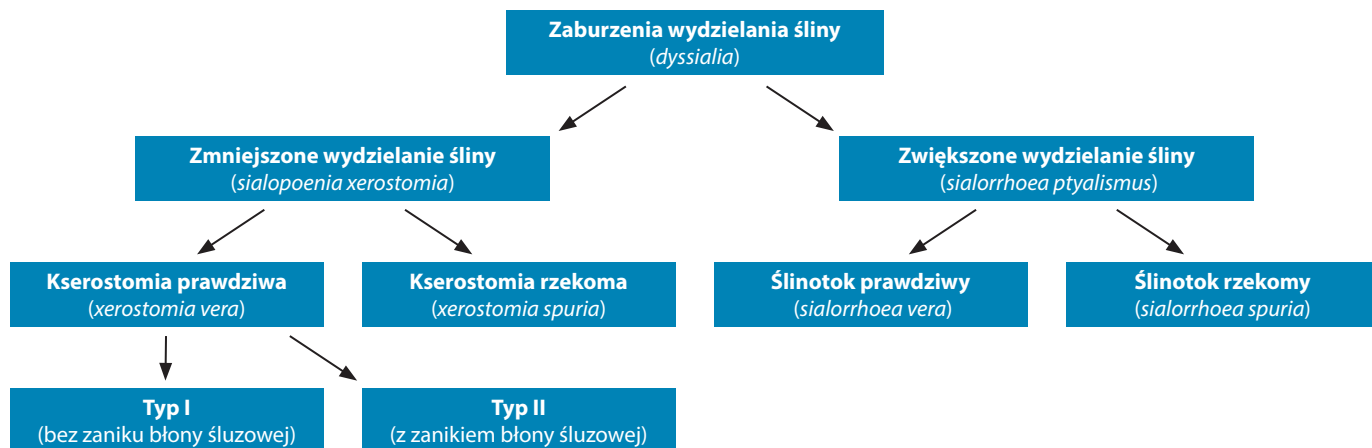 Zaburzenia wydzielania śliny
(dyssialia)
Zmniejszone wydzielanie śliny
(sialopoenia xerostomia)
Zwiększone wydzielanie śliny
(sialorrhoea ptyalismus)
Kserostomia prawdziwa
(xerostomia vera)
Kserostomia rzekoma
(xerostomia spuria)
Ślinotok prawdziwy
(sialorrhoea vera)
Ślinotok rzekomy
(sialorrhoea spuria)
Typ I
(bez zaniku błony śluzowej)
Typ II
(z zanikiem błony śluzowej)